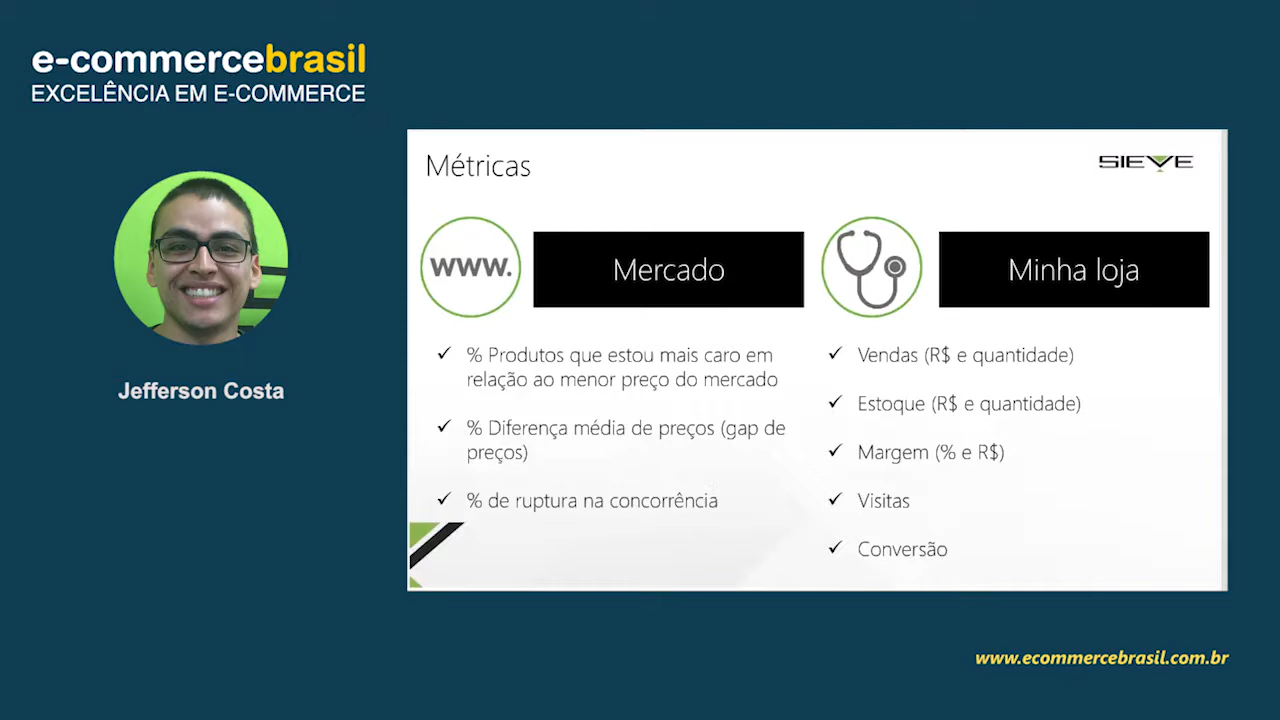 e-commercebrasil
EXCELÊNCIA EM E-COMMERCE
Jefferson Costa
Métricas
SIEVE
www.
Mercado
% Produtos que estou mais caro em
relação ao menor preço do mercado
% Diferença média de preços (gap de
preços)
% de ruptura na concorrência
Minha loja
Vendas (R$ e quantidade)
Estoque (R$ e quantidade)
Margem (% e R$)
Visitas
Conversão
www.ecommercebrasil.com.br